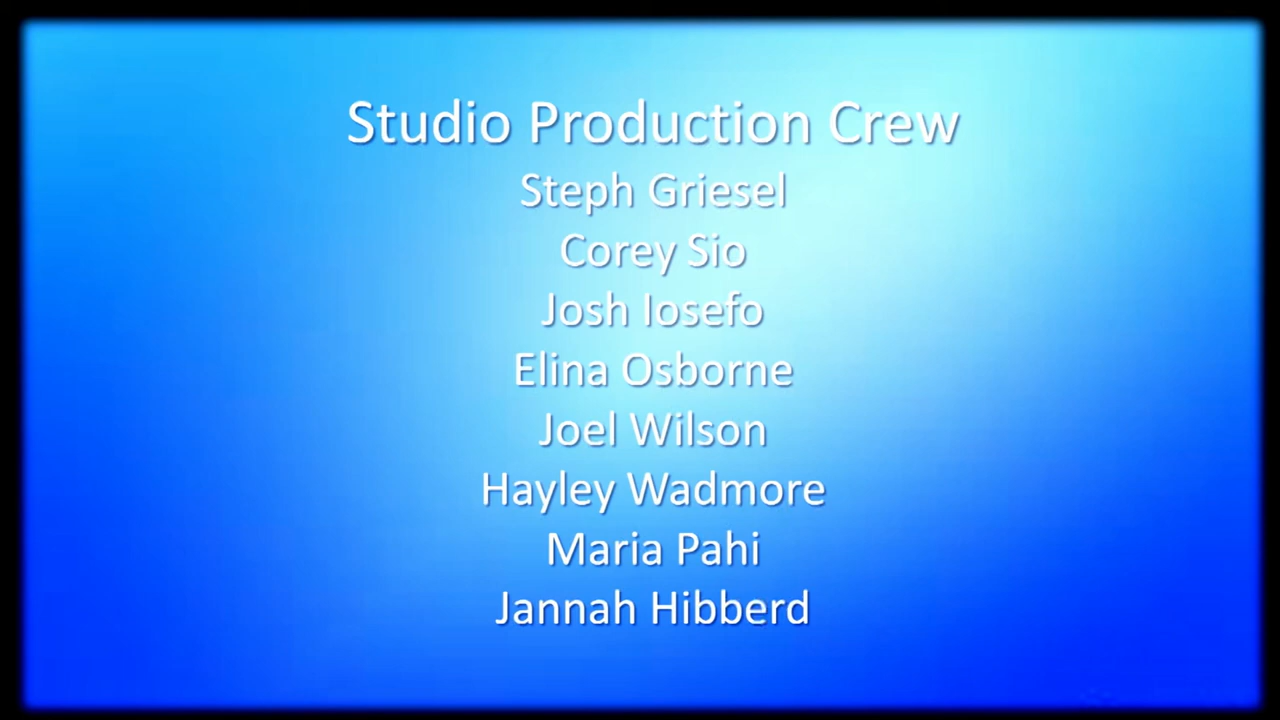 Studio Production Crew
Steph Griesel
Corey Sio
Josh Iosefo
Elina Osborne
Joel Wilson
Hayley Wadmore
Maria Pahi
Jannah Hibberd